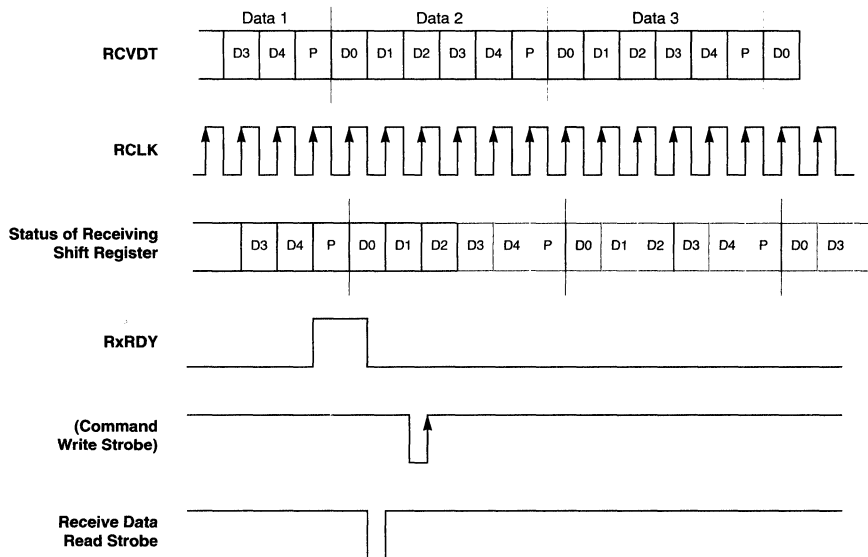 Data 1 Data 2 Data 3
RCVDT D3 D4 P D0 D1 D2 D3 D4 P D0 D1 D2 D3 D4 P D0
RCLK
Status of Receiving
Shift Register D3 D4 P D0 D1 D2 D3 D4 P D0 D1 D2 D3 D4 P D0 D3
RxRDY
(Command
Write Strobe)
Receive Data
Read Strobe